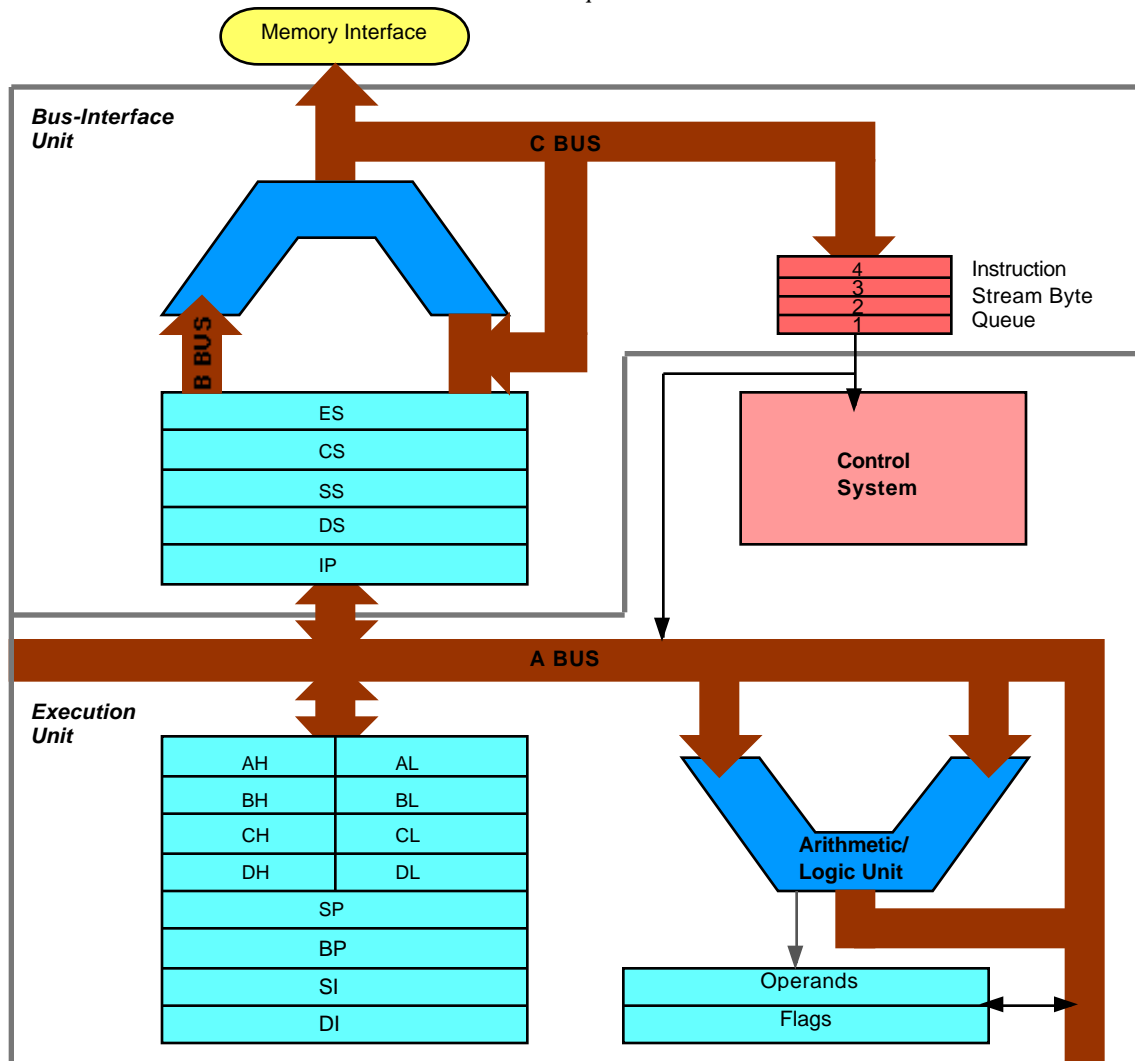 Memory Interface
Bus-Interface
Unit
C BUS
4
3
2
1
Instruction
Stream Byte
Queue
B BUS
ES
CS
SS
DS
IP
Control
System
A BUS
Execution
Unit
AH AL
BH BL
CH CL
DH DL
SP
BP
SI
DI
Arithmetic/
Logic Unit
Operands
Flags